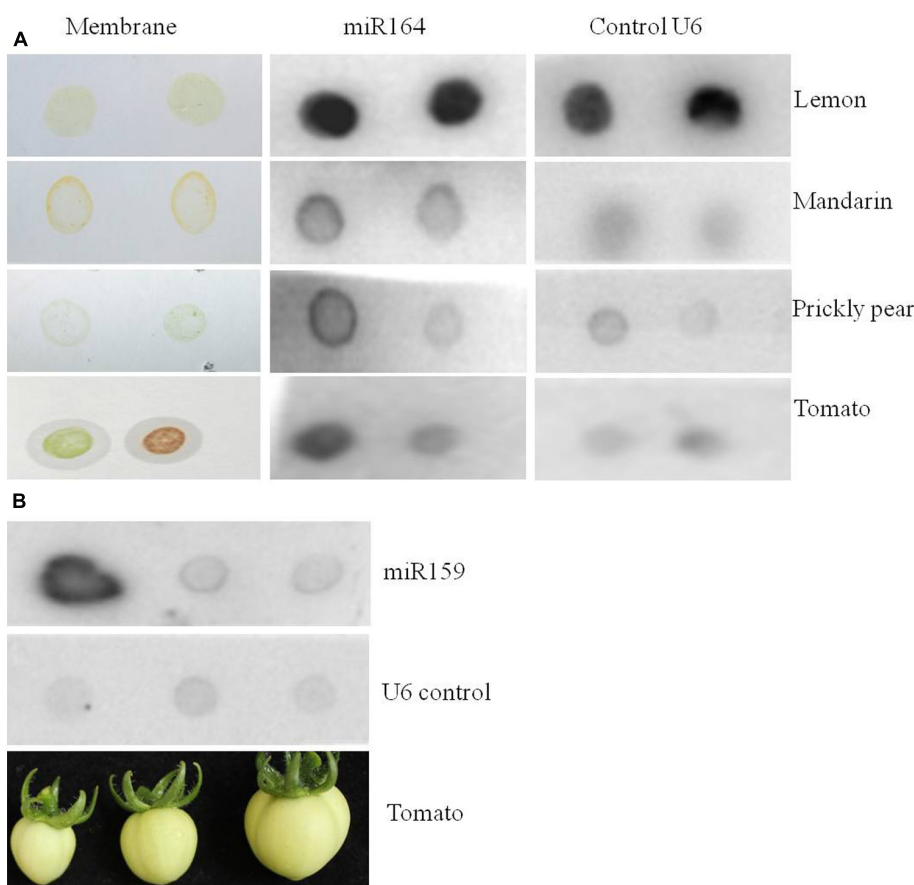 Membrane miR164 Control U6
A
Lemon
Mandarin
Prickly pear
Tomato
B
miR159
U6 control
Tomato